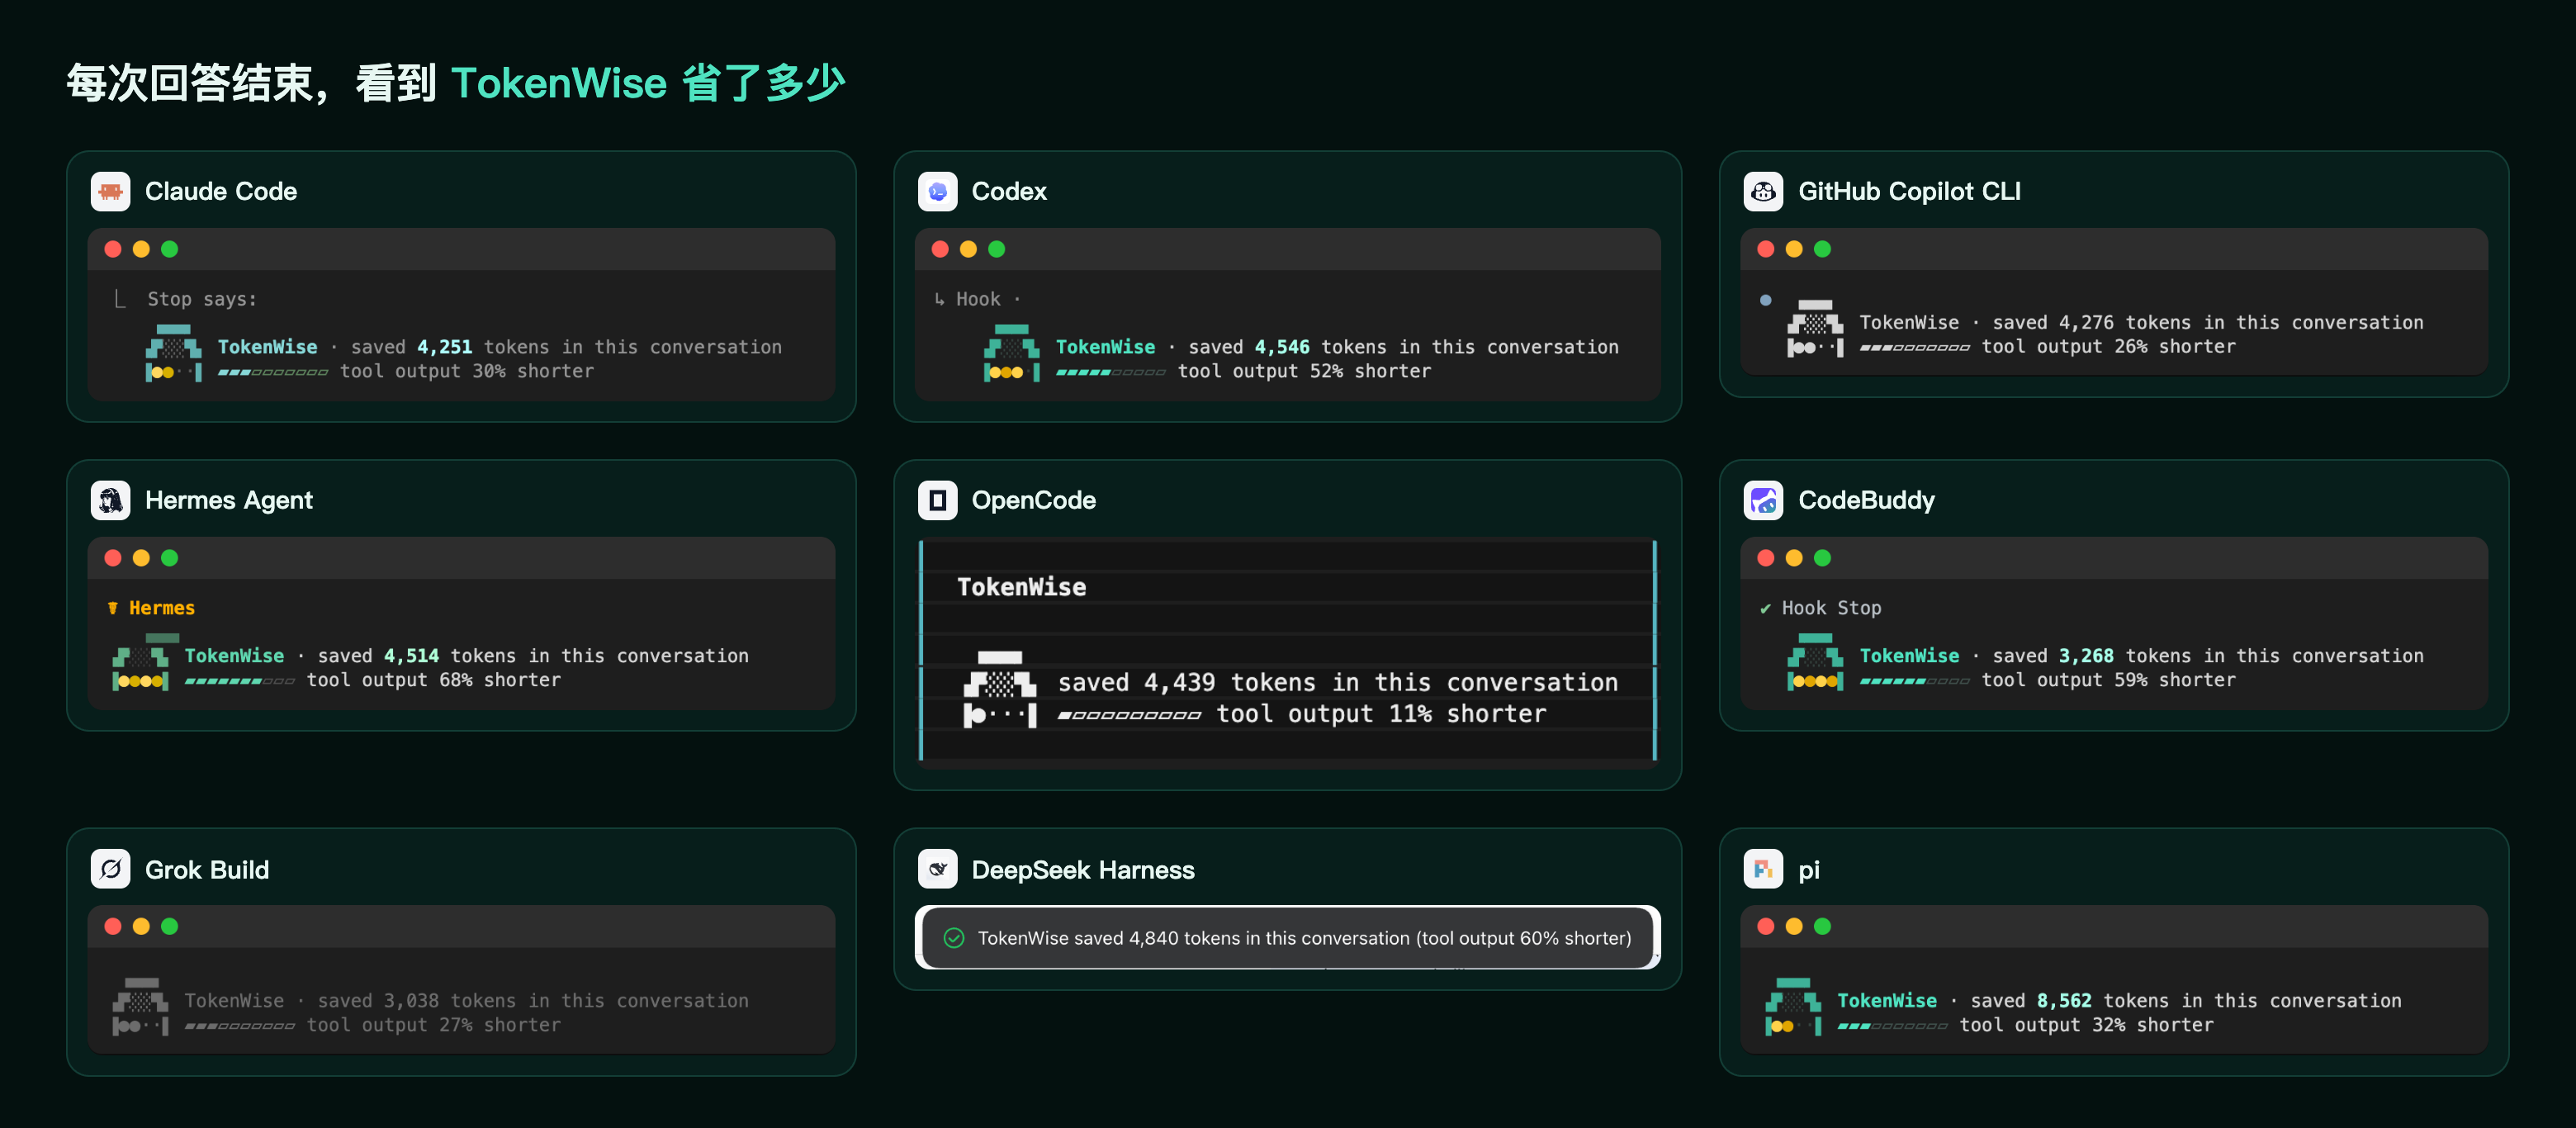 每次回答结束，看到 TokenWise 省了多少
Claude Code
Stop says:
TokenWise · saved 4,251 tokens in this conversation
tool output 30% shorter
Codex
↳ Hook ·
TokenWise · saved 4,546 tokens in this conversation
tool output 52% shorter
GitHub Copilot CLI
TokenWise · saved 4,276 tokens in this conversation
tool output 26% shorter
Hermes Agent
Hermes
TokenWise · saved 4,514 tokens in this conversation
tool output 68% shorter
OpenCode
TokenWise
saved 4,439 tokens in this conversation
tool output 11% shorter
CodeBuddy
✔ Hook Stop
TokenWise · saved 3,268 tokens in this conversation
tool output 59% shorter
Grok Build
TokenWise · saved 3,038 tokens in this conversation
tool output 27% shorter
DeepSeek Harness
TokenWise saved 4,840 tokens in this conversation (tool output 60% shorter)
pi
TokenWise · saved 8,562 tokens in this conversation
tool output 32% shorter